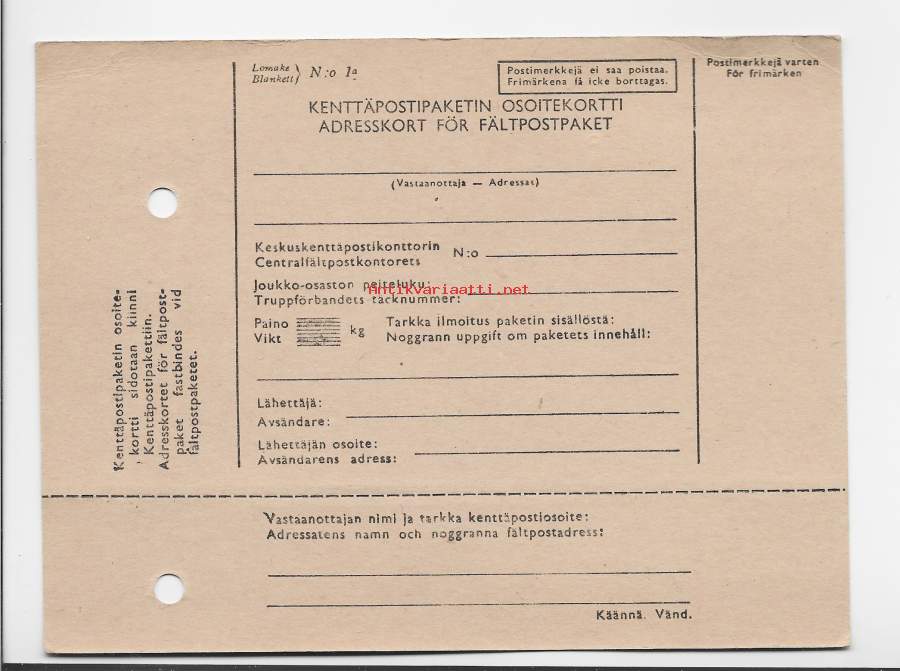 Lomake
Blankett } N:o 1a
Postimerkkejä ei saa poistaa.
Frimärkena få icke borttagas.
Postimerkkejä varten
För frimärken
KENTTÄPOSTIPAKETIN OSOITEKORTTI
ADRESSKORT FÖR FÄLTPOSTPAKET
(Vastaanottaja — Adressat)
Keskuskenttäpostikonttorin
Centralfältpostkontorets
N:o
Joukko-osaston peiteluku:
Truppförbandets täcknummer:
antikvariaatti.net
Paino
Vikt
kg
Tarkka ilmoitus paketin sisällöstä:
Noggrann uppgift om paketets innehåll:
Lähettäjä:
Avsändare:
Lähettäjän osoite:
Avsändarens adress:
Kenttäpostipaketin osoite-
kortti sidotaan kiinni
Kenttäpostipakettiin.
Adresskortet för fältpost-
paket fastbindes vid
fältpostpaketet.
Vastaanottajan nimi ja tarkka kenttäpostiosoite:
Adressatens namn och noggranna fältpostadress:
Käännä. Vänd.